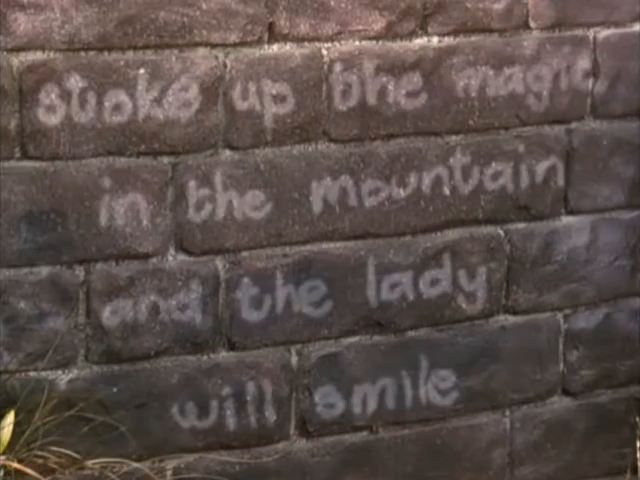 stoke up the magic
in the mountain
and the lady
will smile